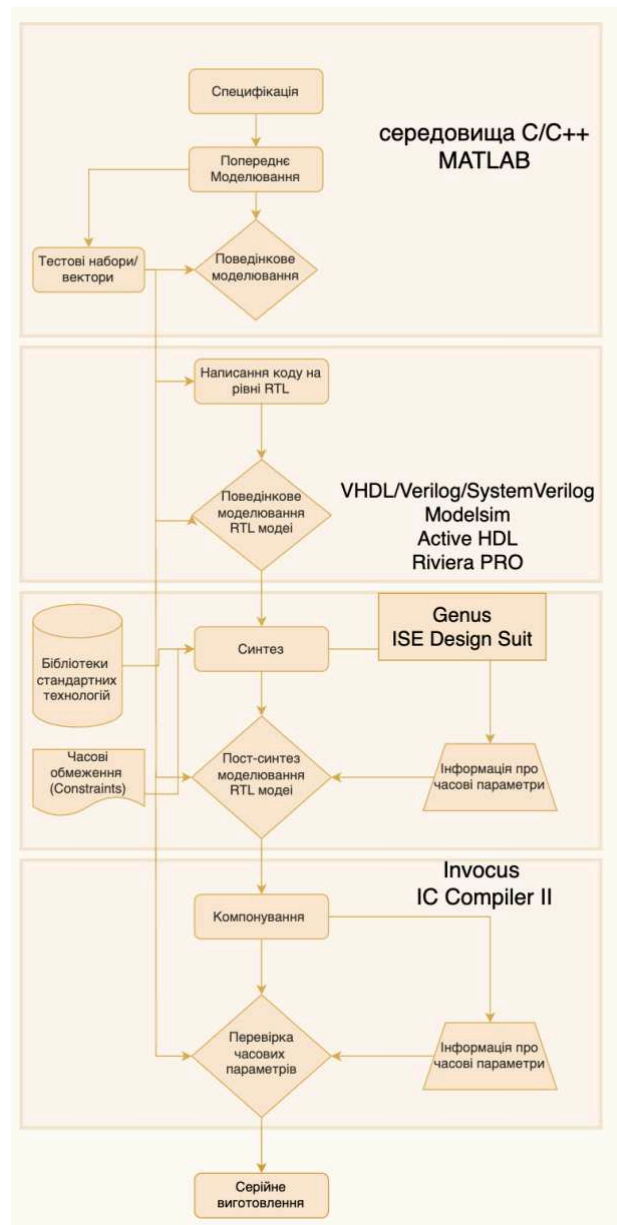 Специфікація
середовища C/C++
MATLAB
Попереднє
Моделювання
Тестові набори/
вектори
Поведінкове
моделювання
Написання коду на
рівні RTL
Поведінкове
моделювання
RTL модеі
VHDL/Verilog/SystemVerilog
Modelsim
Active HDL
Riviera PRO
Genus
ISE Design Suit
Синтез
Бібліотеки
стандартних
технологій
Часові
обмеження
(Constraints)
Пост-синтез
моделювання
RTL модеі
Інформація про
часові параметри
Invocus
IC Compiler II
Компонування
Перевірка
часових
параметрів
Інформація про
часові параметри
Серійне
виготовлення